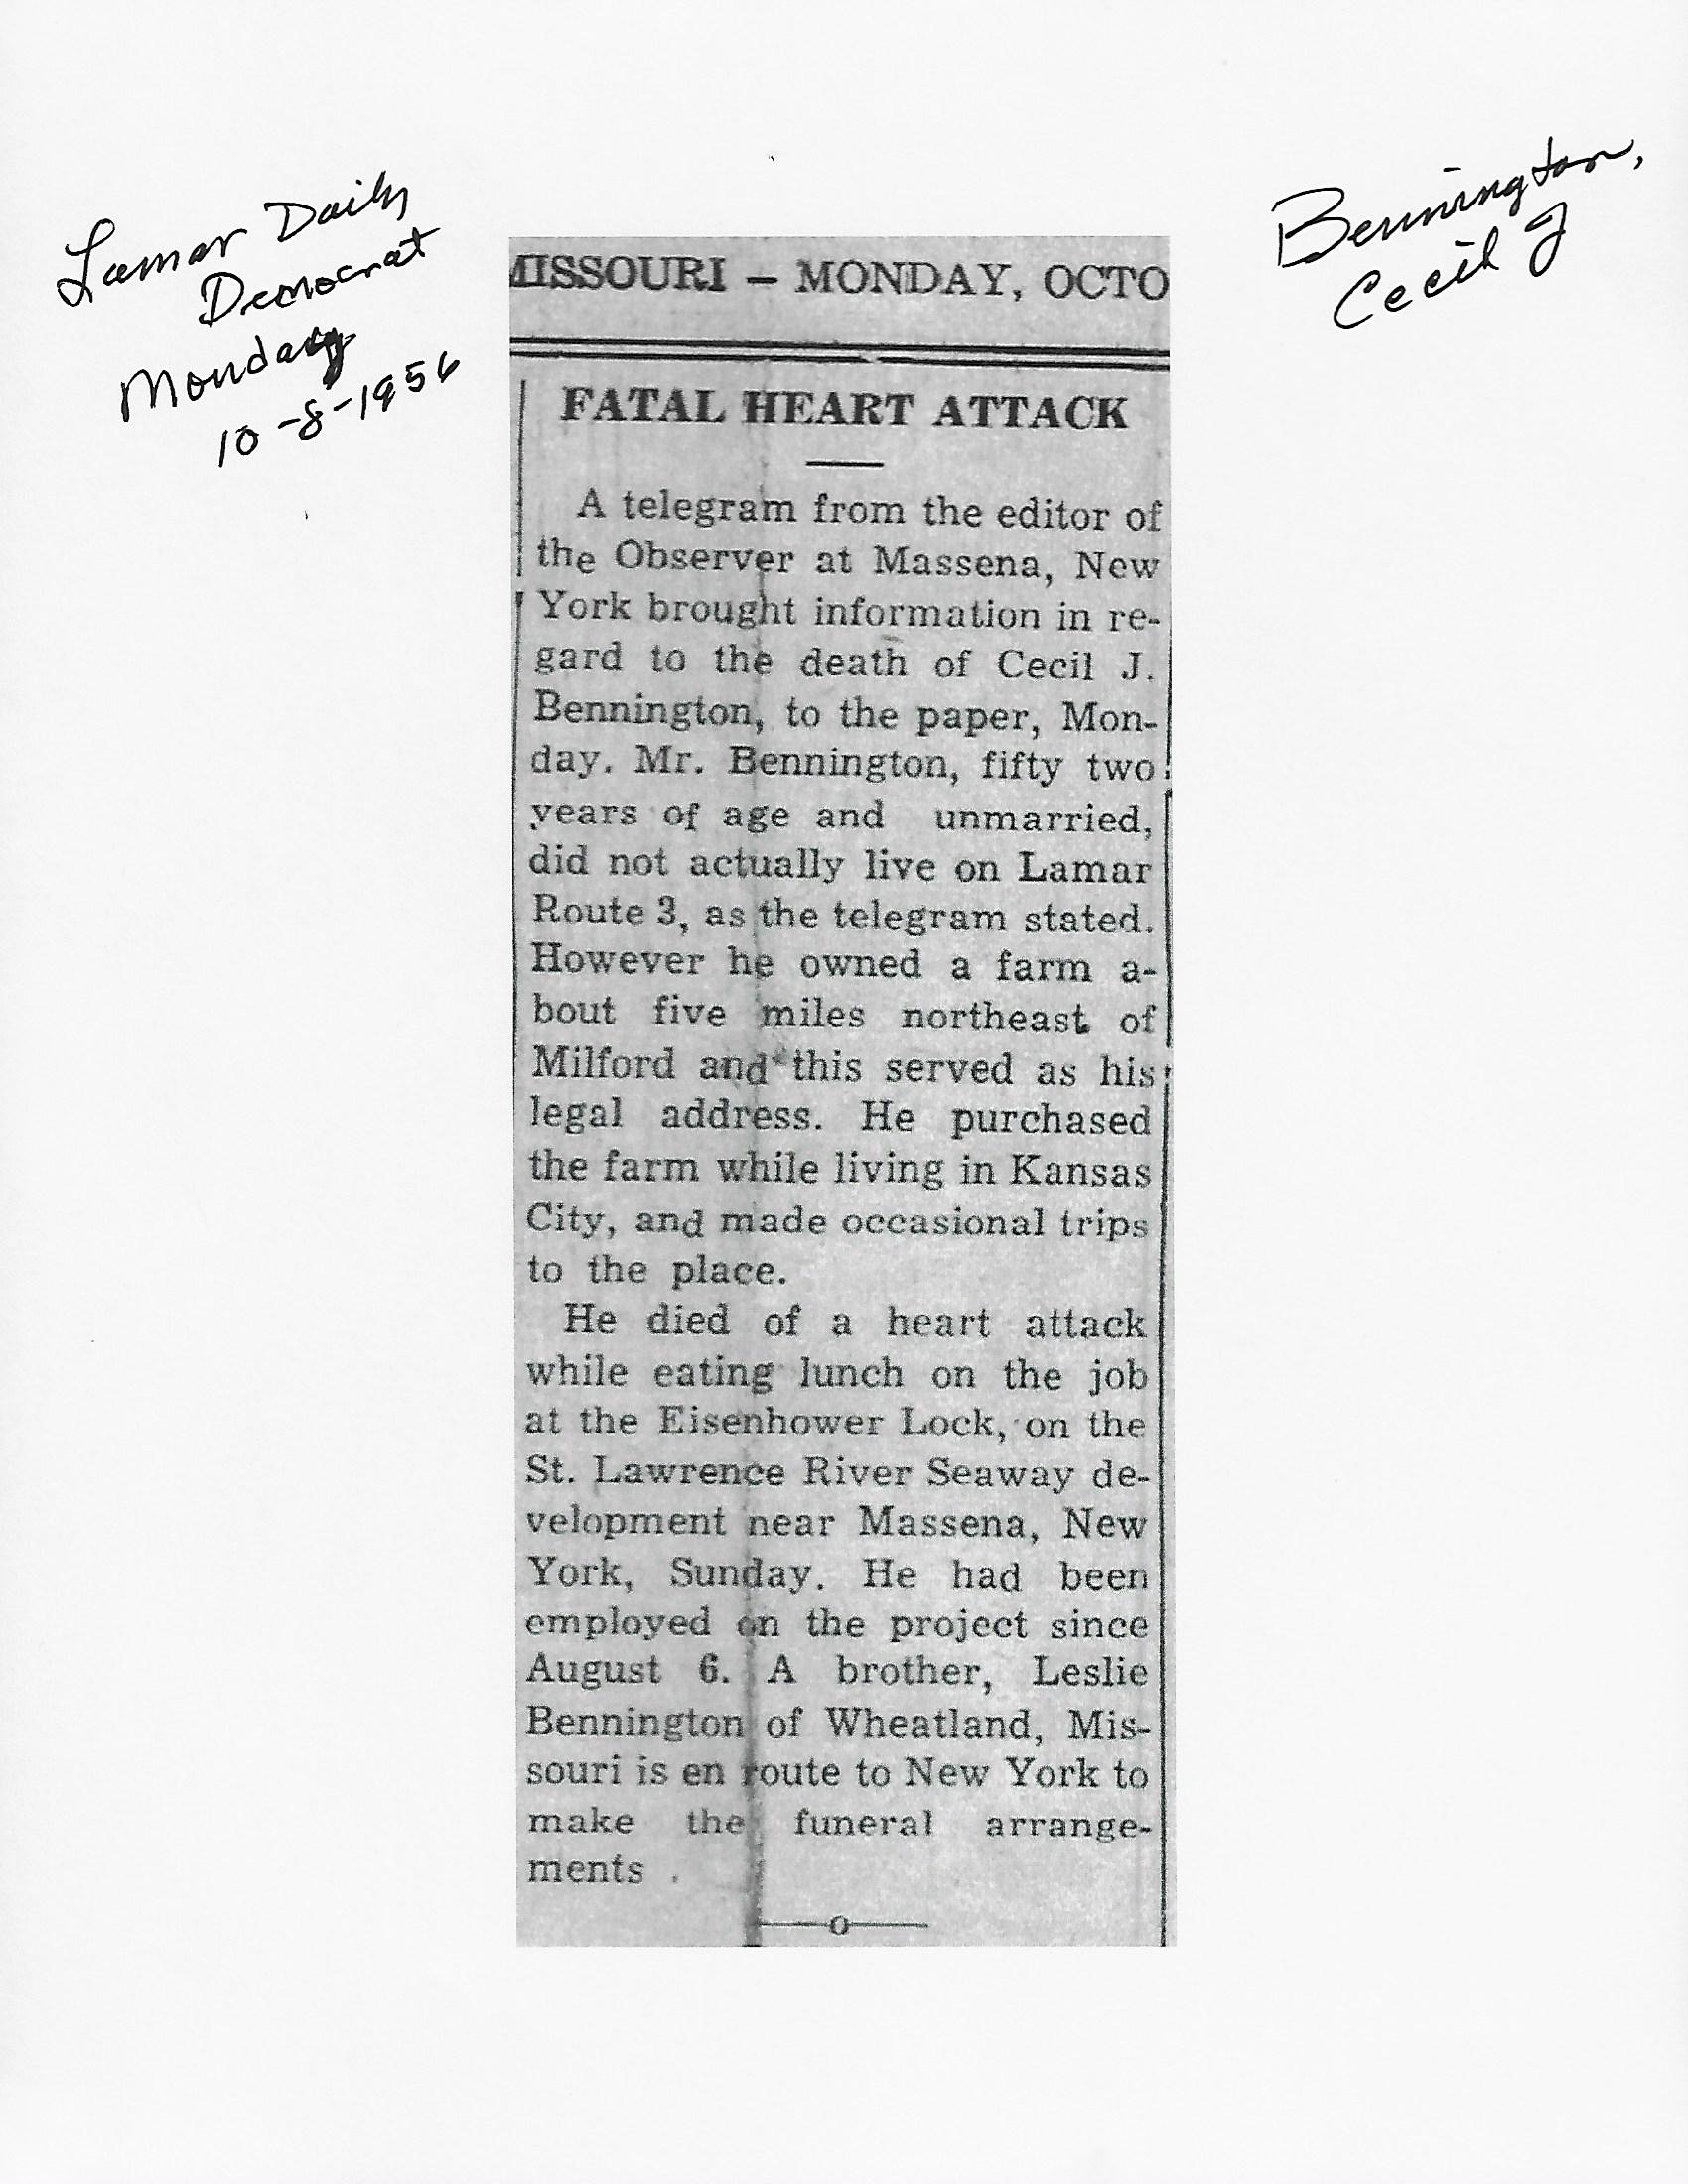 Lamar Daily
Democrat
Monday
10-8-1956
Bennington,
Cecil J
MISSOURI – MONDAY, OCTO
FATAL HEART ATTACK
A telegram from the editor of
the Observer at Massena, New
York brought information in re-
gard to the death of Cecil J.
Bennington, to the paper, Mon-
day. Mr. Bennington, fifty two
years of age and unmarried,
did not actually live on Lamar
Route 3, as the telegram stated.
However he owned a farm a-
bout five miles northeast of
Milford and this served as his
legal address. He purchased
the farm while living in Kansas
City, and made occasional trips
to the place.
He died of a heart attack
while eating lunch on the job
at the Eisenhower Lock, on the
St. Lawrence River Seaway de-
velopment near Massena, New
York, Sunday. He had been
employed on the project since
August 6. A brother, Leslie
Bennington of Wheatland, Mis-
souri is en route to New York to
make the funeral arrange-
ments .